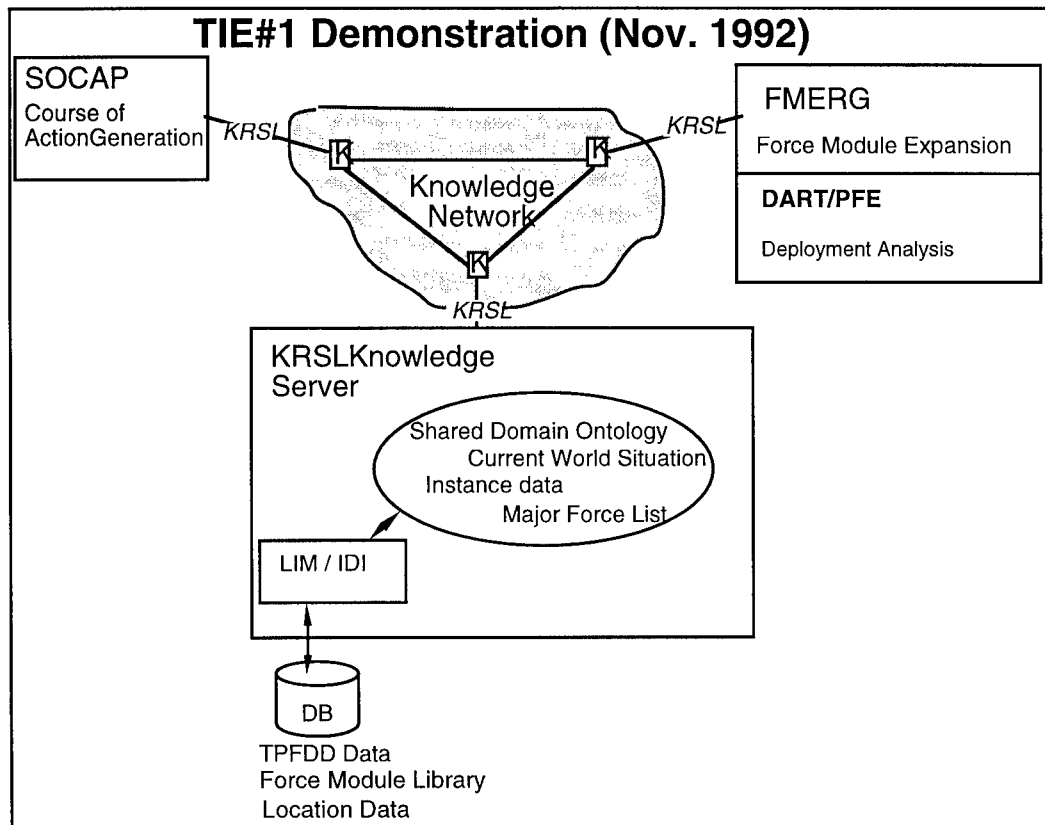 TIE#1 Demonstration (Nov. 1992)
SOCAP
Course of
ActionGeneration
KRSL
K
K
KRSL
FMERG
Force Module Expansion
DART/PFE
Deployment Analysis
Knowledge
Network
K
KRSL
KRSLKnowledge
Server
Shared Domain Ontology
Current World Situation
Instance data
Major Force List
LIM / IDI
DB
TPFDD Data
Force Module Library
Location Data